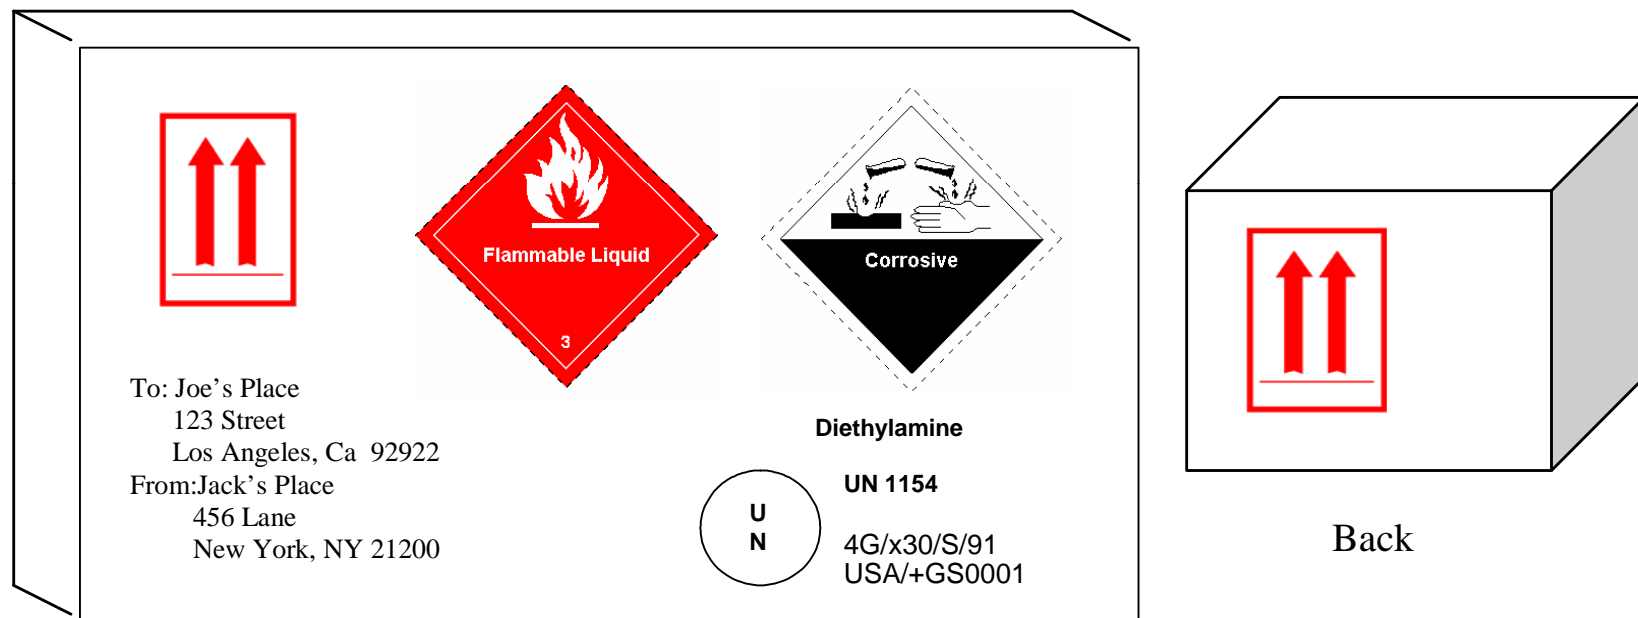 Flammable Liquid
3
Corrosive
To: Joe’s Place
123 Street
Los Angeles, Ca  92922
From:Jack’s Place
456 Lane
New York, NY 21200
Diethylamine
UN 1154
U
N
4G/x30/S/91
USA/+GS0001
Back